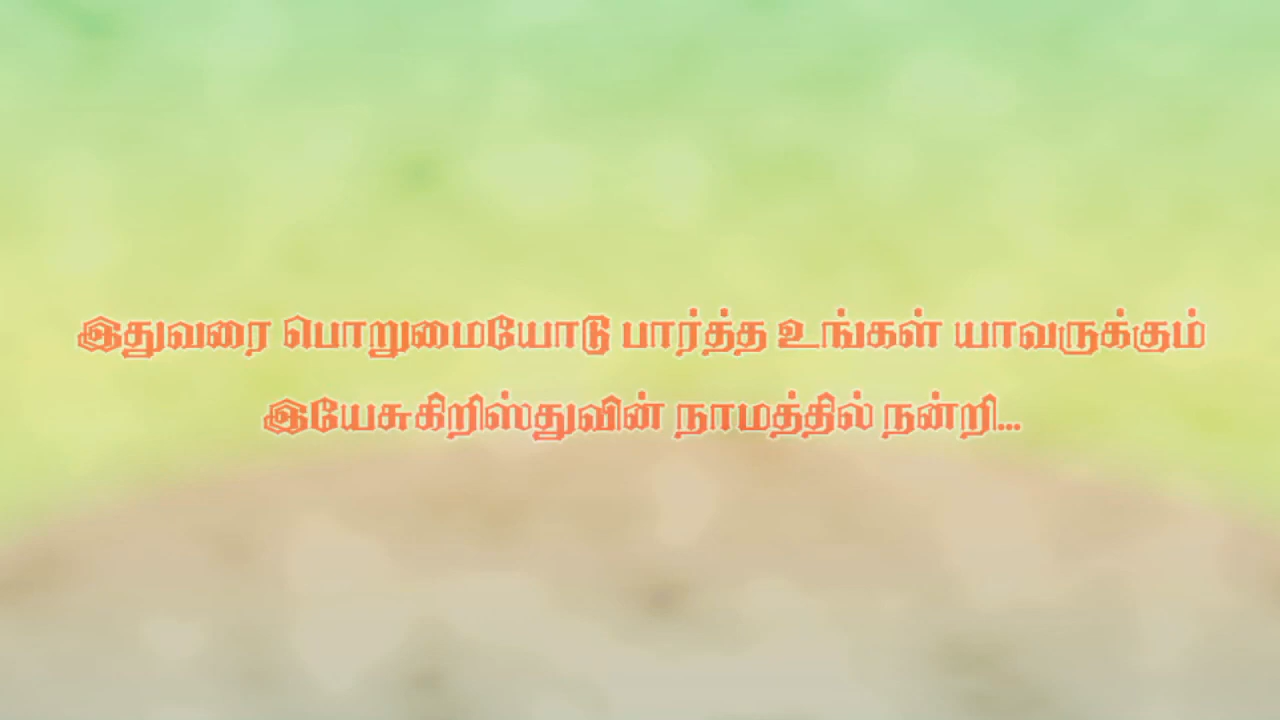 இதுவரை பொறுமையோடு பார்த்த உங்கள் யாவருக்கும்
இயேசுகிறிஸ்துவின் நாமத்தில் நன்றி...